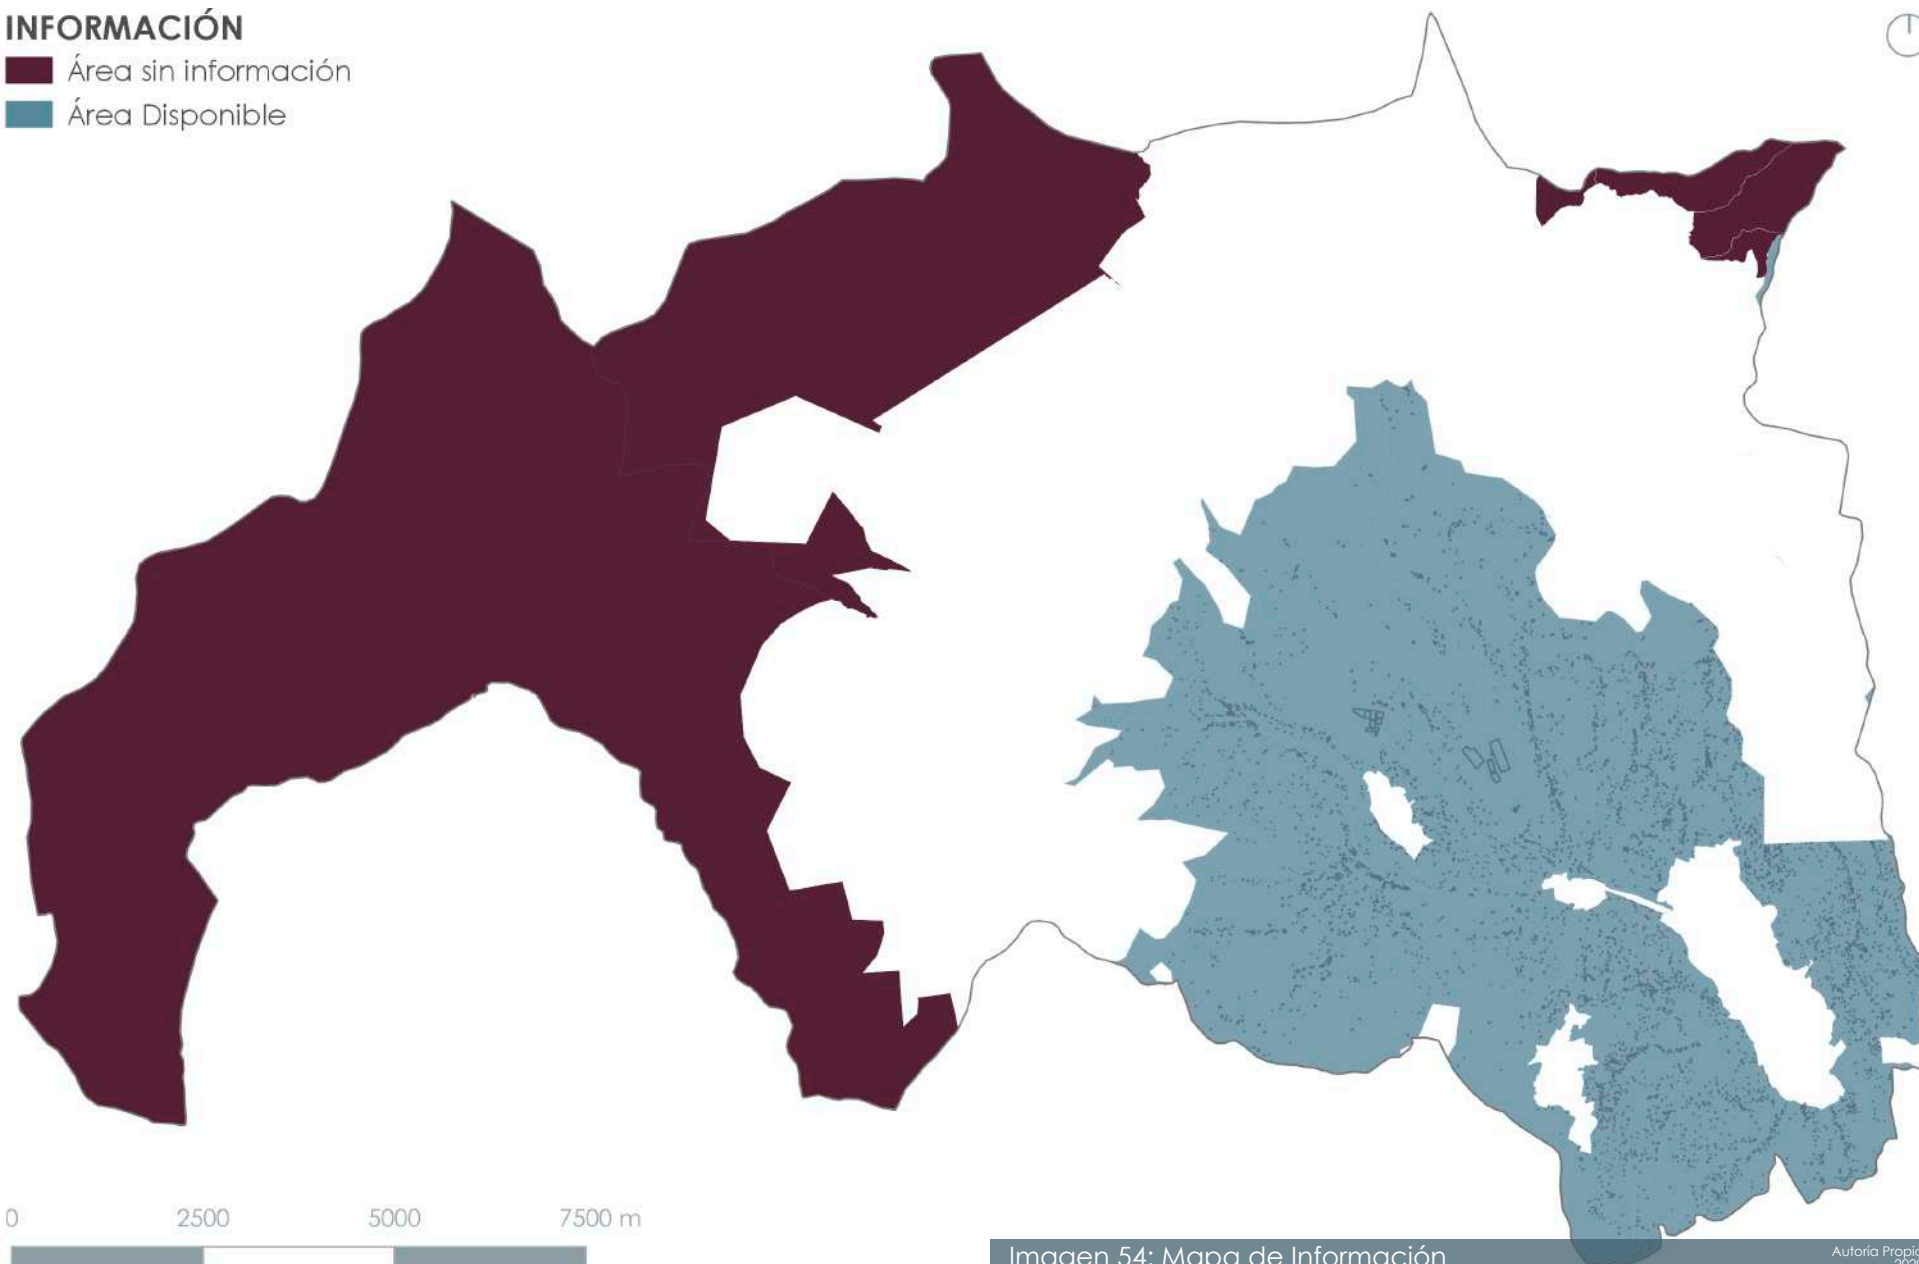 INFORMACIÓN
Área sin información
Área Disponible
0 2500 5000 7500 m
Imagen 54: Mapa de Información
Autoría Propia